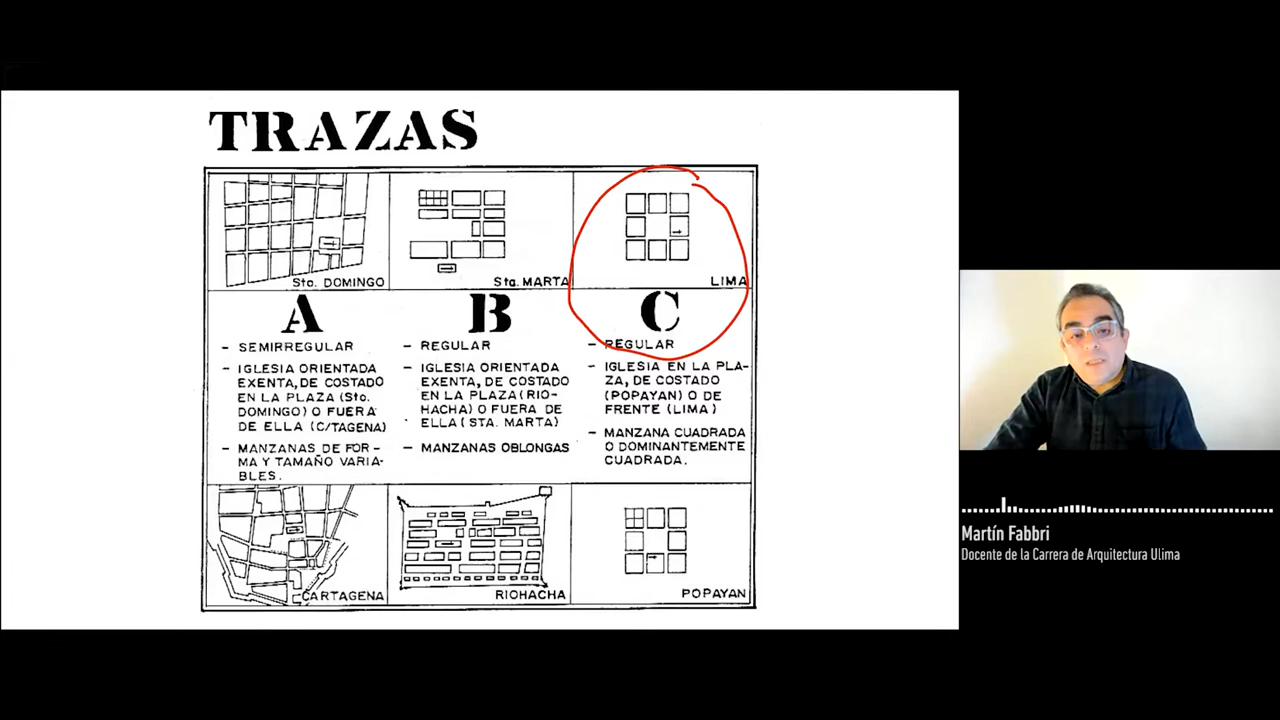 TRAZAS
Sto. DOMINGO
Sta. MARTA
LIMA
A
- SEMIRREGULAR
- IGLESIA ORIENTADA
EXENTA, DE COSTADO
EN LA PLAZA (Sto.
DOMINGO) O FUERA
DE ELLA (C/TAGENA)
- MANZANAS DE FOR-
MA Y TAMAÑO VARIA-
BLES.
B
- REGULAR
- IGLESIA ORIENTADA
EXENTA, DE COSTADO
EN LA PLAZA (RIO-
HACHA) O FUERA DE
ELLA (STA. MARTA)
- MANZANAS OBLONGAS
C
- REGULAR
- IGLESIA EN LA PLA-
ZA, DE COSTADO
(POPAYAN) O DE
FRENTE (LIMA)
- MANZANA CUADRADA
O DOMINANTEMENTE
CUADRADA.
CARTAGENA
RIOHACHA
POPAYAN
Martín Fabbri
Docente de la Carrera de Arquitectura Ulima